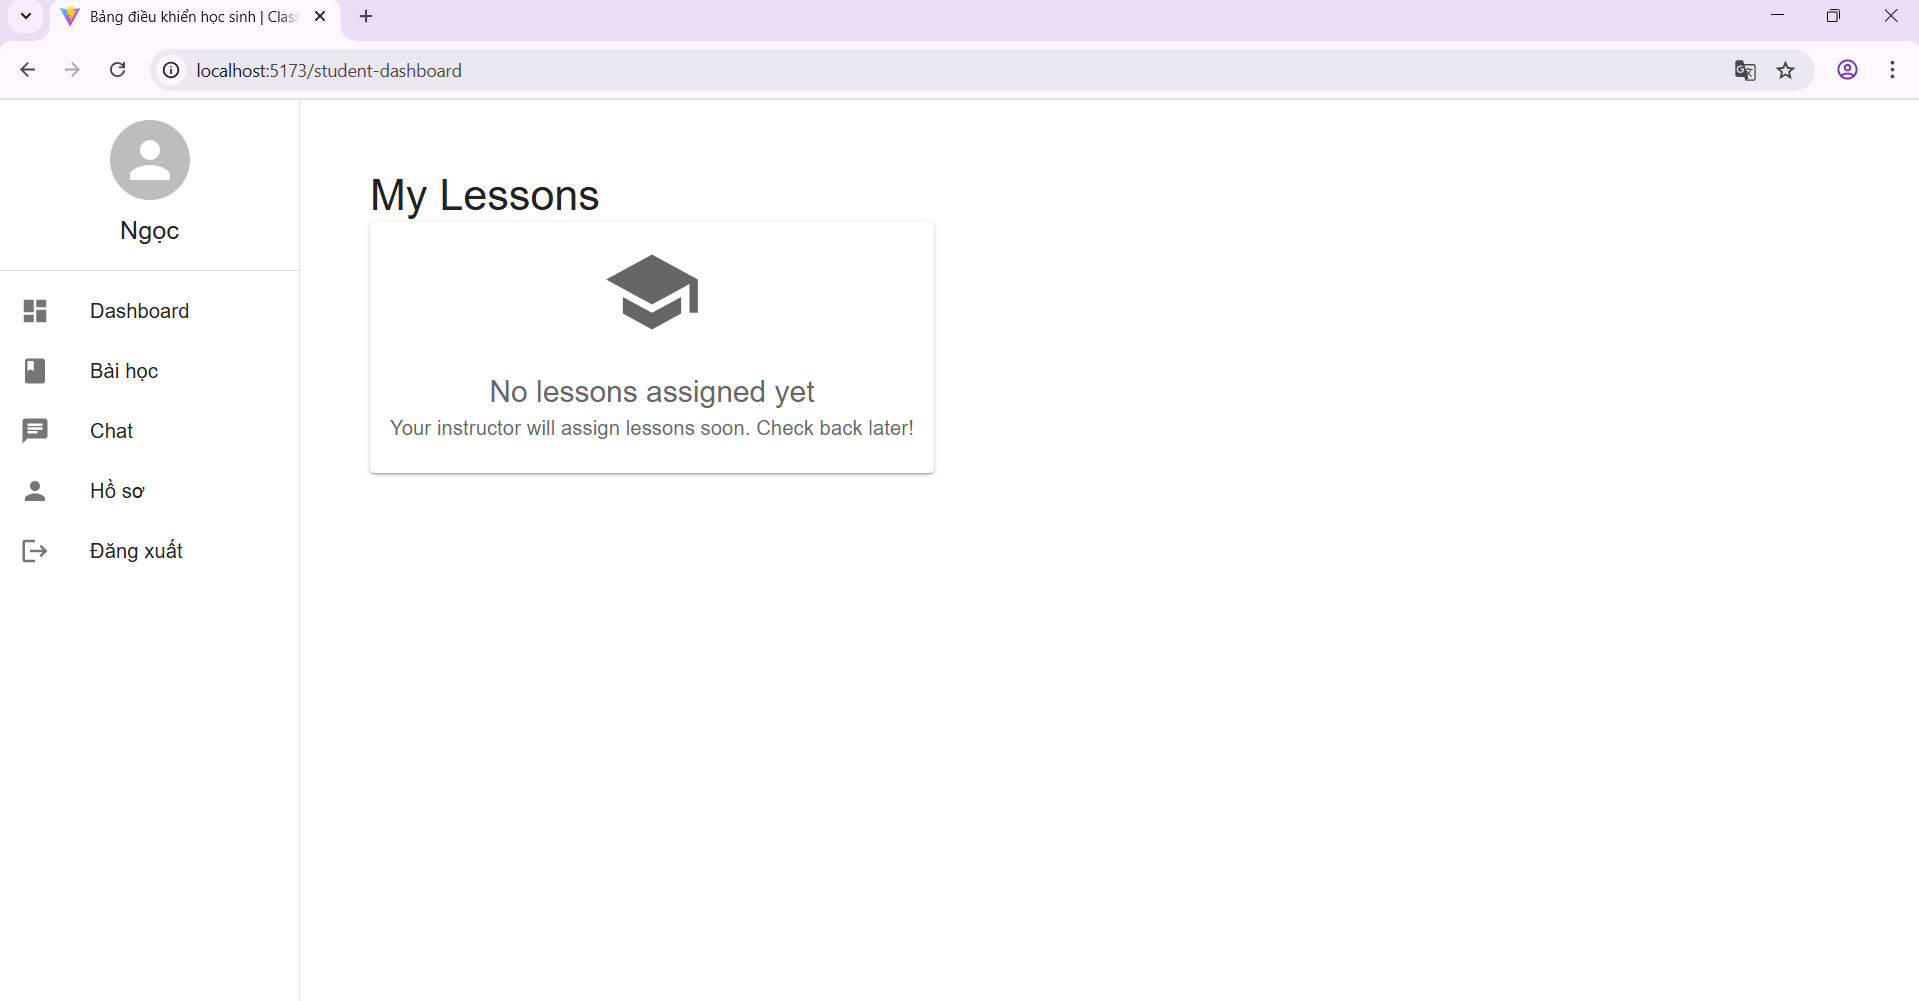 Bảng điều khiển học sinh | Clas
localhost:5173/student-dashboard
Ngọc
Dashboard
Bài học
Chat
Hồ sơ
Đăng xuất
My Lessons
No lessons assigned yet
Your instructor will assign lessons soon. Check back later!